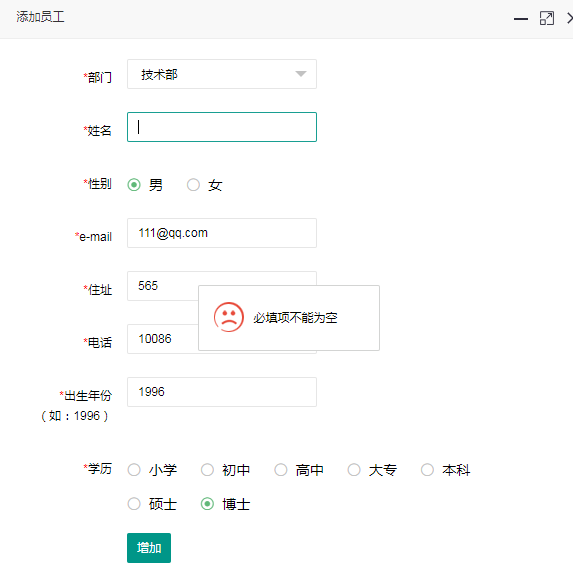 添加员工
*部门 技术部
*姓名
*性别 男 女
*e-mail 111@qq.com
*住址 565
必填项不能为空
*电话 10086
*出生年份 1996
（如：1996 ）
*学历 小学 初中 高中 大专 本科
硕士 博士
增加